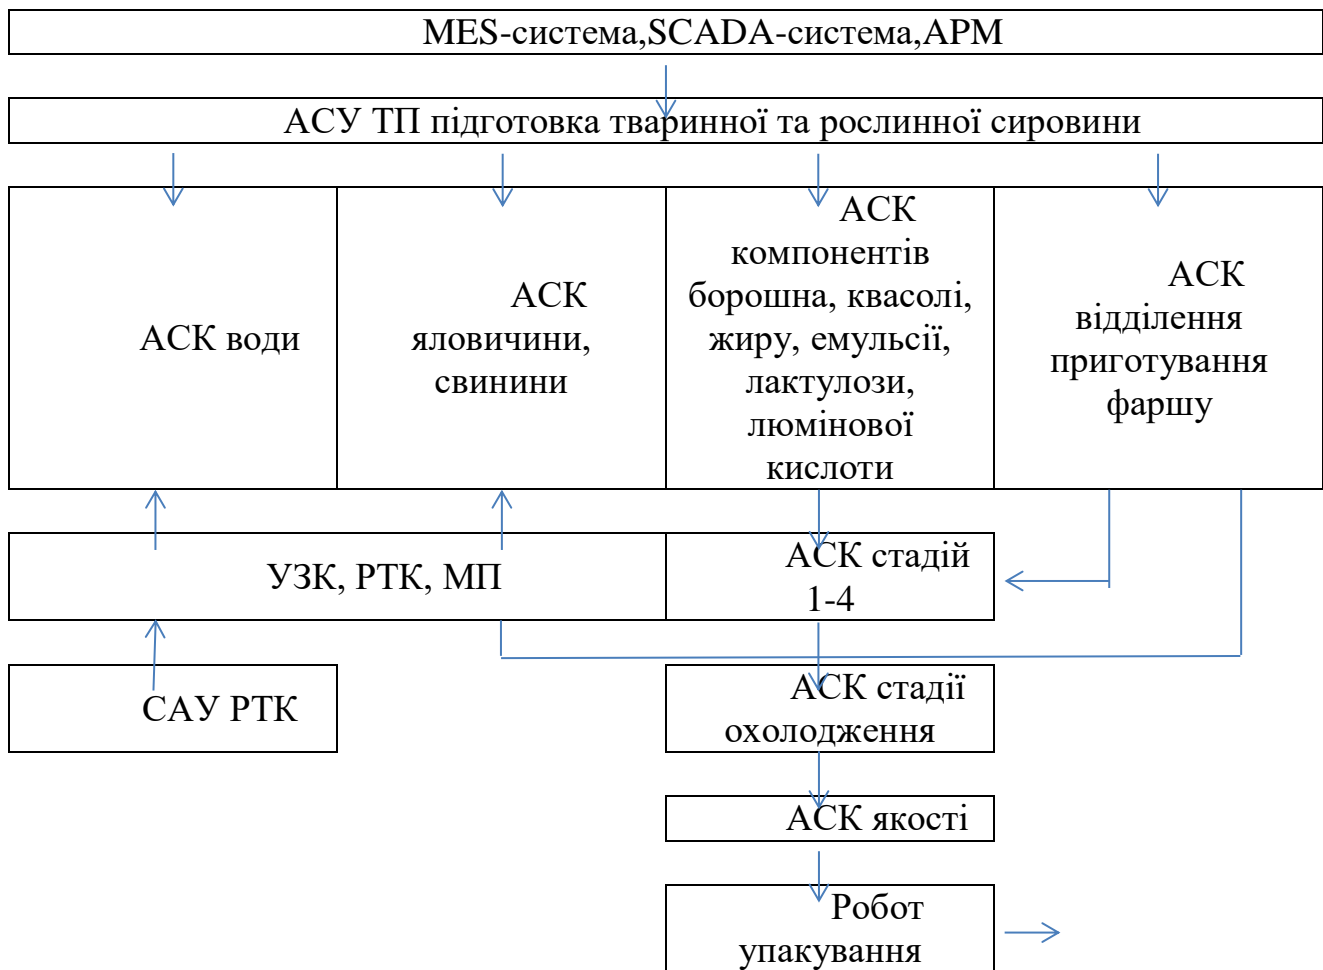 MES-система,SCADA-система,АРМ
АСУ ТП підготовка тваринної та рослинної сировини
АСК води
АСК
яловичини,
свинини
АСК
компонентів
борошна, квасолі,
жиру, емульсії,
лактулози,
люмінової
кислоти
АСК
відділення
приготування
фаршу
УЗК, РТК, МП
АСК стадій
1-4
САУ РТК
АСК стадії
охолодження
АСК якості
Робот
упакування